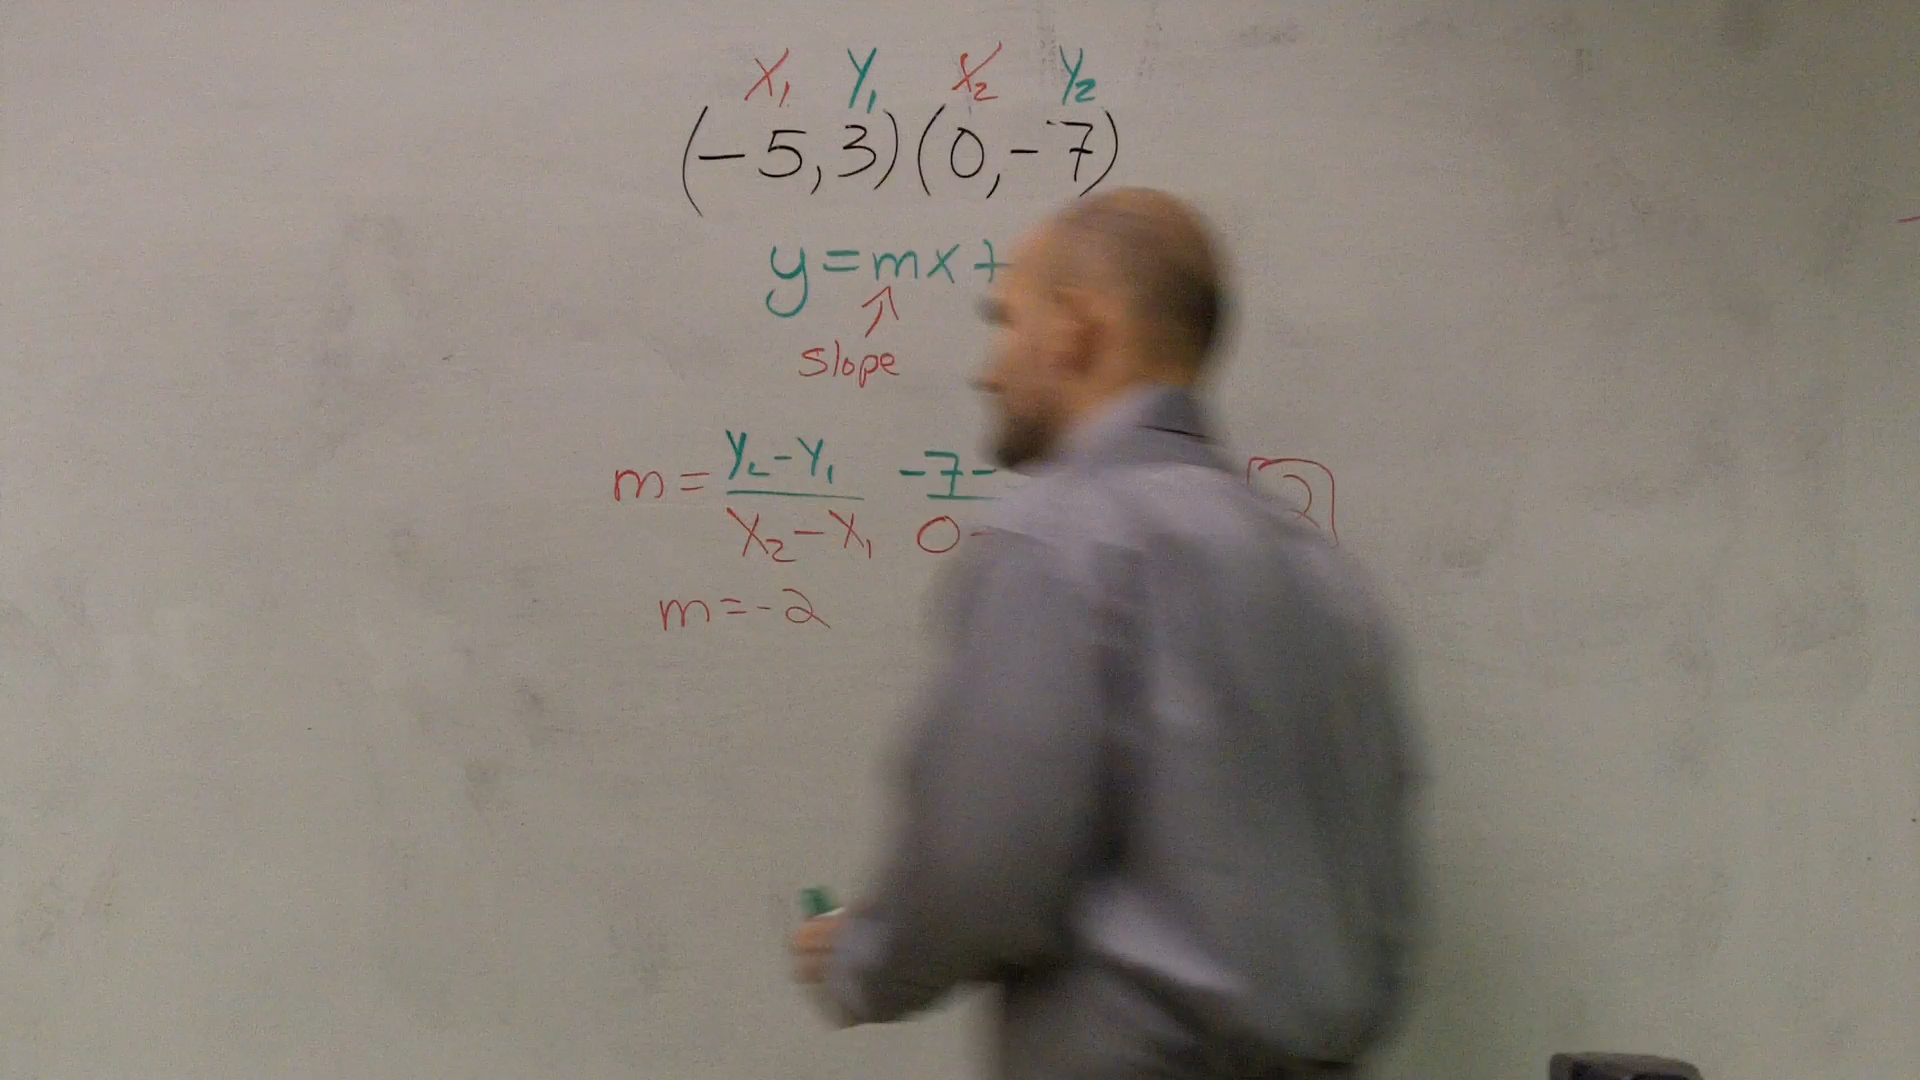 X₁ Y₁ X₂ Y₂
(-5,3)(0,-7)
y=mx+
slope
m = Y₂-Y₁ / X₂-X₁ -7- / 0-
m=-2